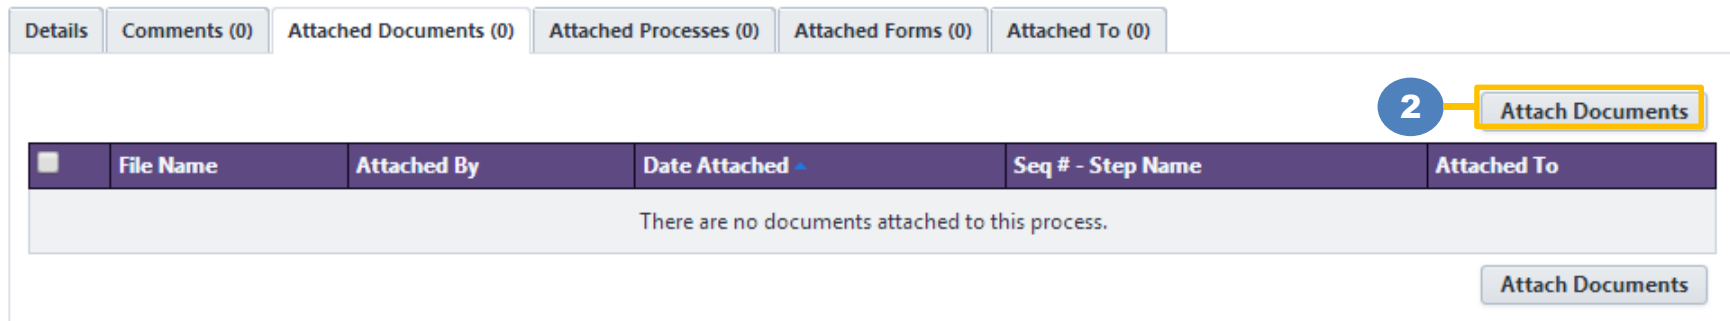 Details Comments (0) Attached Documents (0) Attached Processes (0) Attached Forms (0) Attached To (0)
2 Attach Documents
File Name Attached By Date Attached Seq # - Step Name Attached To
There are no documents attached to this process.
Attach Documents